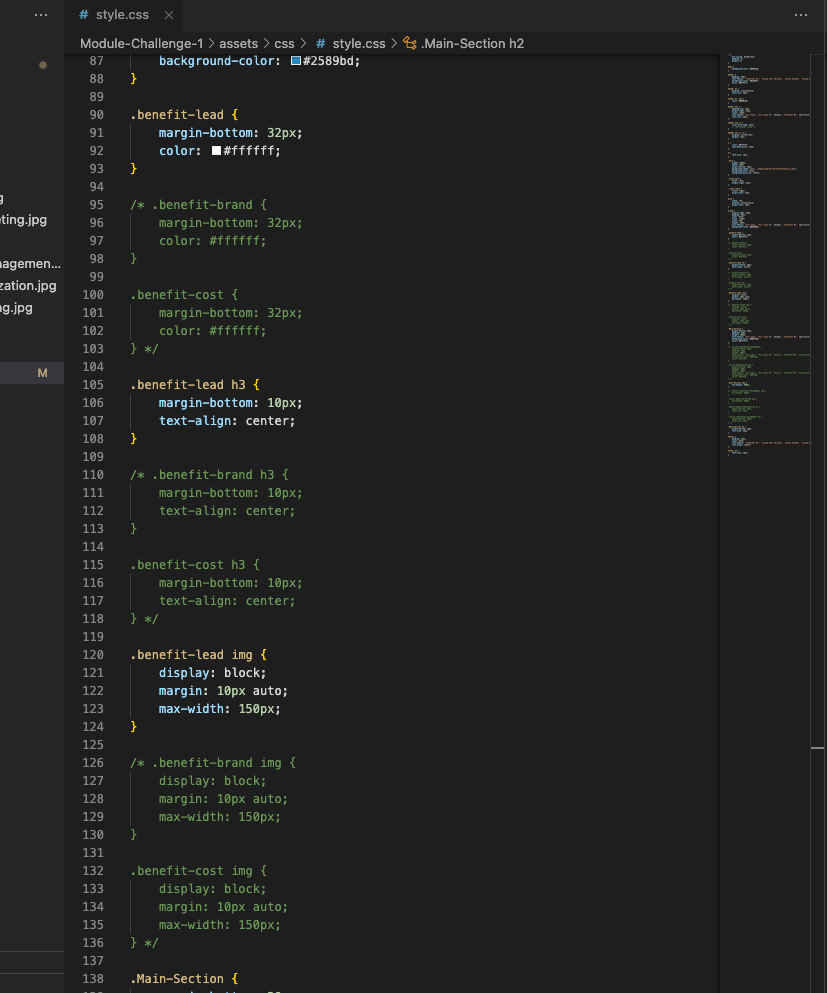 style.css
Module-Challenge-1 > assets > css > # style.css > .Main-Section h2
87 background-color: #2589bd;
88 }
89
90 .benefit-lead {
91 margin-bottom: 32px;
92 color: #ffffff;
93 }
94
95 /* .benefit-brand {
96 margin-bottom: 32px;
97 color: #ffffff;
98 }
99
100 .benefit-cost {
101 margin-bottom: 32px;
102 color: #ffffff;
103 } */
104
105 .benefit-lead h3 {
106 margin-bottom: 10px;
107 text-align: center;
108 }
109
110 /* .benefit-brand h3 {
111 margin-bottom: 10px;
112 text-align: center;
113 }
114
115 .benefit-cost h3 {
116 margin-bottom: 10px;
117 text-align: center;
118 } */
119
120 .benefit-lead img {
121 display: block;
122 margin: 10px auto;
123 max-width: 150px;
124 }
125
126 /* .benefit-brand img {
127 display: block;
128 margin: 10px auto;
129 max-width: 150px;
130 }
131
132 .benefit-cost img {
133 display: block;
134 margin: 10px auto;
135 max-width: 150px;
136 } */
137
138 .Main-Section {
g
eting.jpg
nagemen...
zation.jpg
ng.jpg
M